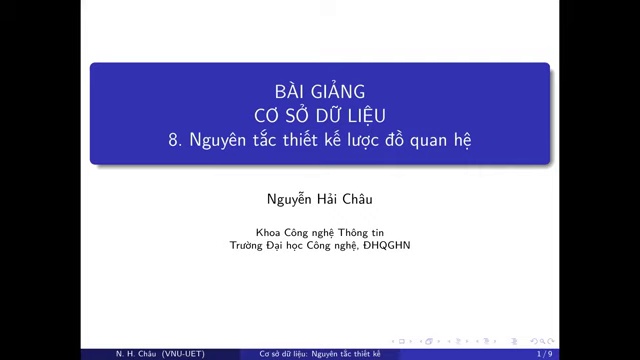 BÀI GIẢNG
CƠ SỞ DỮ LIỆU
8. Nguyên tắc thiết kế lược đồ quan hệ
Nguyễn Hải Châu
Khoa Công nghệ Thông tin
Trường Đại học Công nghệ, ĐHQGHN
N. H. Châu (VNU-UET)
Cơ sở dữ liệu: Nguyên tắc thiết kế
1 / 9